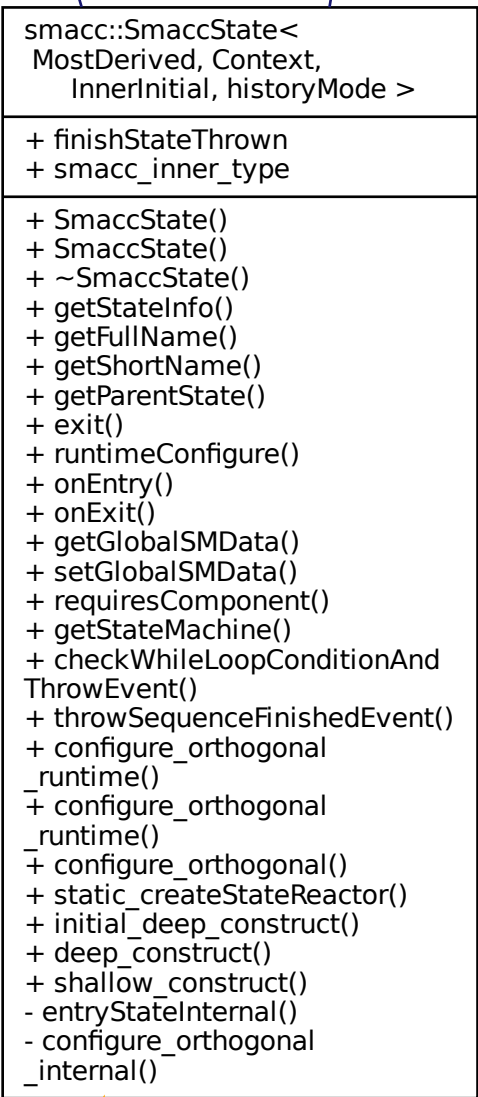 smacc::SmaccState<
MostDerived, Context,
InnerInitial, historyMode >
+ finishStateThrown
+ smacc_inner_type
+ SmaccState()
+ SmaccState()
+ ~SmaccState()
+ getStateInfo()
+ getFullName()
+ getShortName()
+ getParentState()
+ exit()
+ runtimeConfigure()
+ onEntry()
+ onExit()
+ getGlobalSMData()
+ setGlobalSMData()
+ requiresComponent()
+ getStateMachine()
+ checkWhileLoopConditionAnd
ThrowEvent()
+ throwSequenceFinishedEvent()
+ configure_orthogonal
_runtime()
+ configure_orthogonal
_runtime()
+ configure_orthogonal()
+ static_createStateReactor()
+ initial_deep_construct()
+ deep_construct()
+ shallow_construct()
- entryStateInternal()
- configure_orthogonal
_internal()